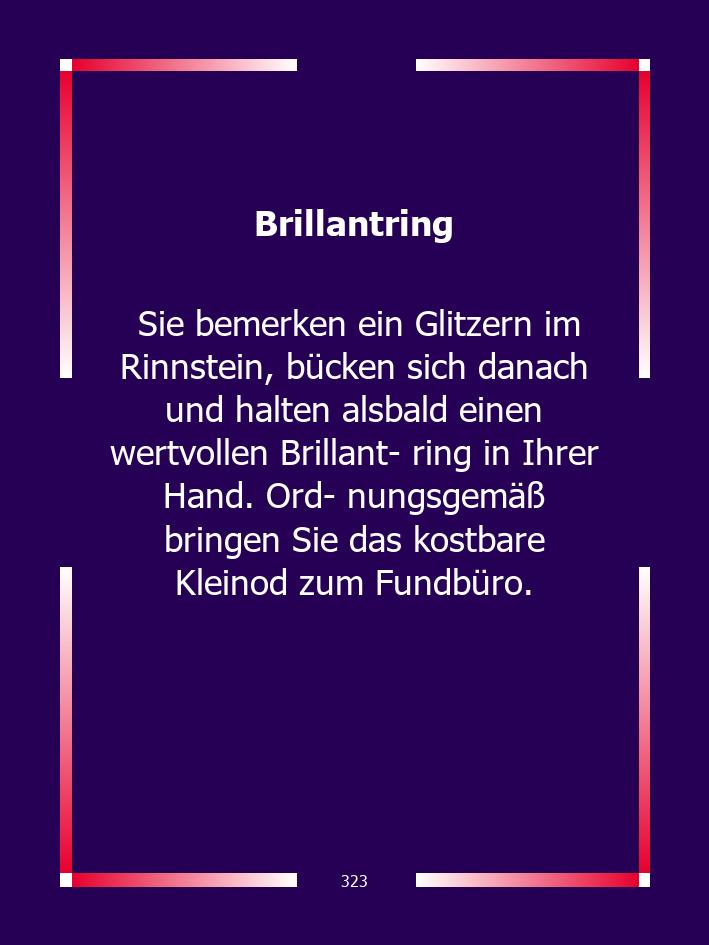 Brillantring
Sie bemerken ein Glitzern im
Rinnstein, bücken sich danach
und halten alsbald einen
wertvollen Brillant- ring in Ihrer
Hand. Ord- nungsgemäß
bringen Sie das kostbare
Kleinod zum Fundbüro.
323